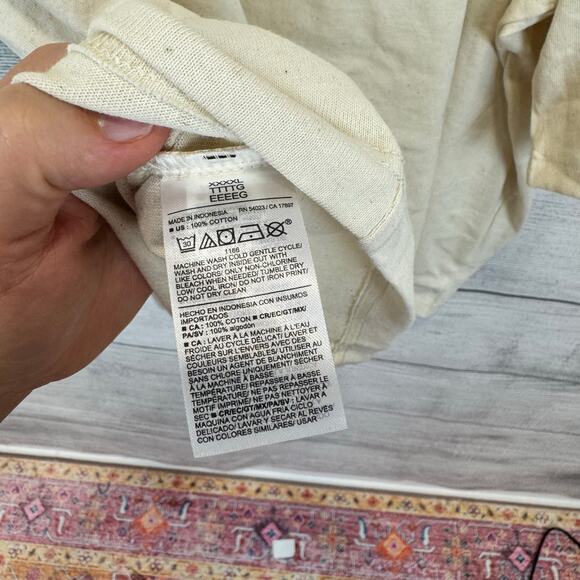 XXXXL
TTTTG
EEEEG
MADE IN INDONESIA RN 54023 / CA 17897
■ US : 100% COTTON
30
1166
MACHINE WASH COLD GENTLE CYCLE/
WASH AND DRY INSIDE OUT WITH
LIKE COLORS/ ONLY NON-CHLORINE
BLEACH WHEN NEEDED/ TUMBLE DRY
LOW/ COOL IRON/ DO NOT IRON PRINT/
DO NOT DRY CLEAN
HECHO EN INDONESIA CON INSUMOS
IMPORTADOS
■ CA : 100% COTON ■ CR/EC/GT/MX/
PA/SV : 100% algodón
■ CA : LAVER À LA MACHINE À L'EAU
FROIDE AU CYCLE DÉLICAT/ LAVER ET
SÉCHER SUR L'ENVERS AVEC DES
COULEURS SEMBLABLES/ UTILISER AU
BESOIN UN AGENT DE BLANCHIMENT
SANS CHLORE UNIQUEMENT/ SÉCHER
À LA MACHINE À BASSE
TEMPÉRATURE/ REPASSER À BASSE
TEMPÉRATURE/ NE PAS REPASSER LE
MOTIF IMPRIMÉ/ NE PAS NETTOYER À
SEC ■ CR/EC/GT/MX/PA/SV : LAVAR A
MAQUINA CON AGUA FRIA CICLO
DELICADO/ LAVAR Y SECAR AL REVÉS
CON COLORES SIMILARES/ USAR